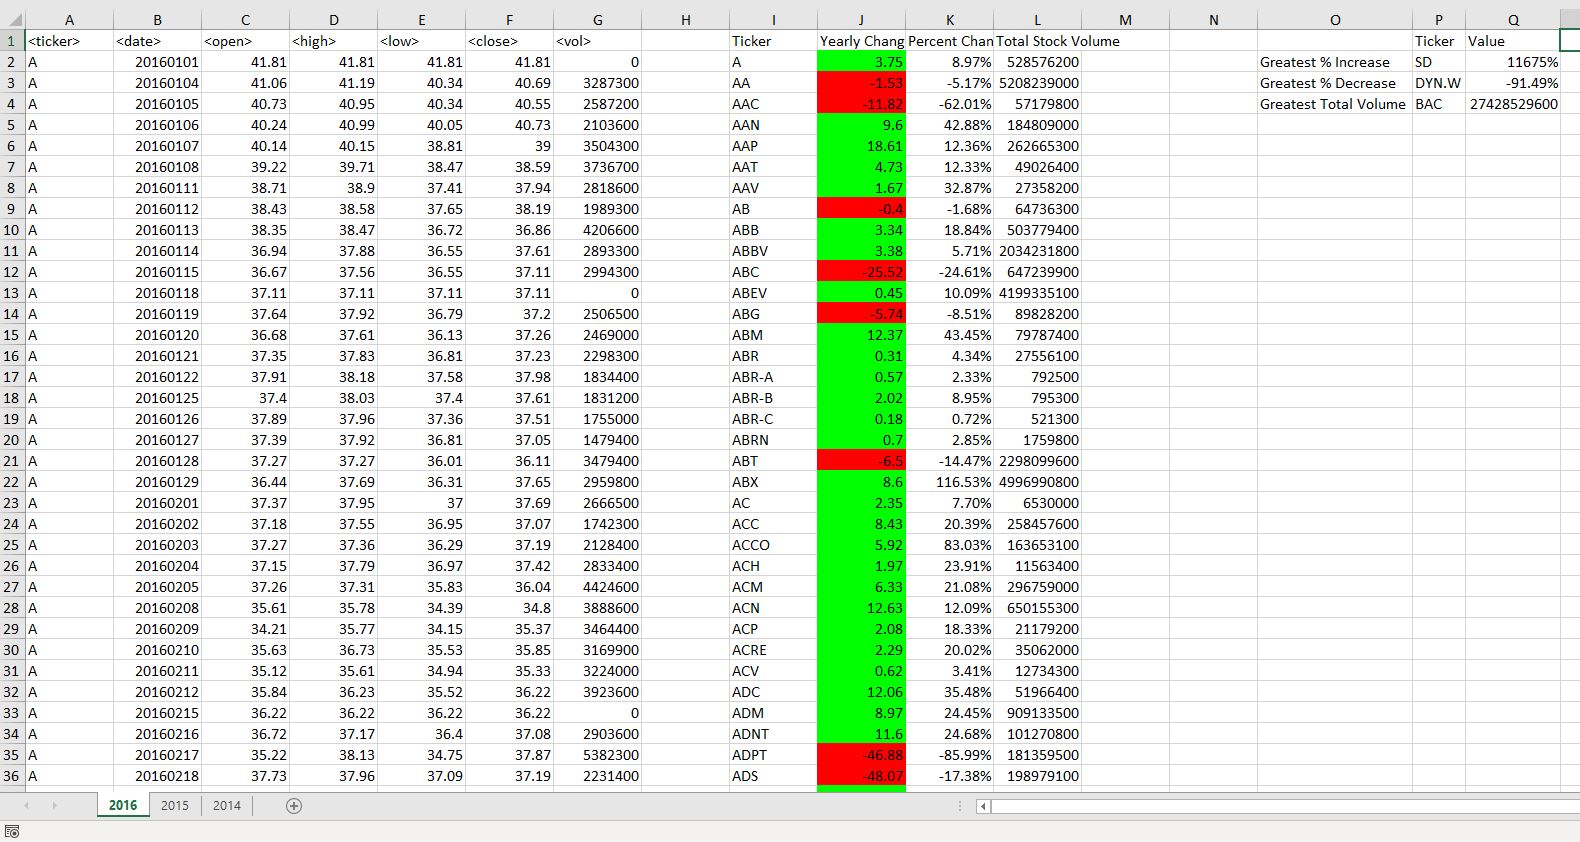 A B C D E F G H I J K L M N O P Q
1 <ticker> <date> <open> <high> <low> <close> <vol> Ticker Yearly Chang Percent Chan Total Stock Volume Ticker Value
2 A 20160101 41.81 41.81 41.81 41.81 0 A 3.75 8.97% 528576200 Greatest % Increase SD 11675%
3 A 20160104 41.06 41.19 40.34 40.69 3287300 AA -1.53 -5.17% 5208239000 Greatest % Decrease DYN.W -91.49%
4 A 20160105 40.73 40.95 40.34 40.55 2587200 AAC -11.82 -62.01% 57179800 Greatest Total Volume BAC 27428529600
5 A 20160106 40.24 40.99 40.05 40.73 2103600 AAN 9.6 42.88% 184809000
6 A 20160107 40.14 40.15 38.81 39 3504300 AAP 18.61 12.36% 262665300
7 A 20160108 39.22 39.71 38.47 38.59 3736700 AAT 4.73 12.33% 49026400
8 A 20160111 38.71 38.9 37.41 37.94 2818600 AAV 1.67 32.87% 27358200
9 A 20160112 38.43 38.58 37.65 38.19 1989300 AB -0.4 -1.68% 64736300
10 A 20160113 38.35 38.47 36.72 36.86 4206600 ABB 3.34 18.84% 503779400
11 A 20160114 36.94 37.88 36.55 37.61 2893300 ABBV 3.38 5.71% 2034231800
12 A 20160115 36.67 37.56 36.55 37.11 2994300 ABC -25.52 -24.61% 647239900
13 A 20160118 37.11 37.11 37.11 37.11 0 ABEV 0.45 10.09% 4199335100
14 A 20160119 37.64 37.92 36.79 37.2 2506500 ABG -5.74 -8.51% 89828200
15 A 20160120 36.68 37.61 36.13 37.26 2469000 ABM 12.37 43.45% 79787400
16 A 20160121 37.35 37.83 36.81 37.23 2298300 ABR 0.31 4.34% 27556100
17 A 20160122 37.91 38.18 37.58 37.98 1834400 ABR-A 0.57 2.33% 792500
18 A 20160125 37.4 38.03 37.4 37.61 1831200 ABR-B 2.02 8.95% 795300
19 A 20160126 37.89 37.96 37.36 37.51 1755000 ABR-C 0.18 0.72% 521300
20 A 20160127 37.39 37.92 36.81 37.05 1479400 ABRN 0.7 2.85% 1759800
21 A 20160128 37.27 37.27 36.01 36.11 3479400 ABT -6.5 -14.47% 2298099600
22 A 20160129 36.44 37.69 36.31 37.65 2959800 ABX 8.6 116.53% 4996990800
23 A 20160201 37.37 37.95 37 37.69 2666500 AC 2.35 7.70% 6530000
24 A 20160202 37.18 37.55 36.95 37.07 1742300 ACC 8.43 20.39% 258457600
25 A 20160203 37.27 37.36 36.29 37.19 2128400 ACCO 5.92 83.03% 163653100
26 A 20160204 37.15 37.79 36.97 37.42 2833400 ACH 1.97 23.91% 11563400
27 A 20160205 37.26 37.31 35.83 36.04 4424600 ACM 6.33 21.08% 296759000
28 A 20160208 35.61 35.78 34.39 34.8 3888600 ACN 12.63 12.09% 650155300
29 A 20160209 34.21 35.77 34.15 35.37 3464400 ACP 2.08 18.33% 21179200
30 A 20160210 35.63 36.73 35.53 35.85 3169900 ACRE 2.29 20.02% 35062000
31 A 20160211 35.12 35.61 34.94 35.33 3224000 ACV 0.62 3.41% 12734300
32 A 20160212 35.84 36.23 35.52 36.22 3923600 ADC 12.06 35.48% 51966400
33 A 20160215 36.22 36.22 36.22 36.22 0 ADM 8.97 24.45% 909133500
34 A 20160216 36.72 37.17 36.4 37.08 2903600 ADNT 11.6 24.68% 101270800
35 A 20160217 35.22 38.13 34.75 37.87 5382300 ADPT -46.88 -85.99% 181359500
36 A 20160218 37.73 37.96 37.09 37.19 2231400 ADS -48.07 -17.38% 198979100
2016 2015 2014